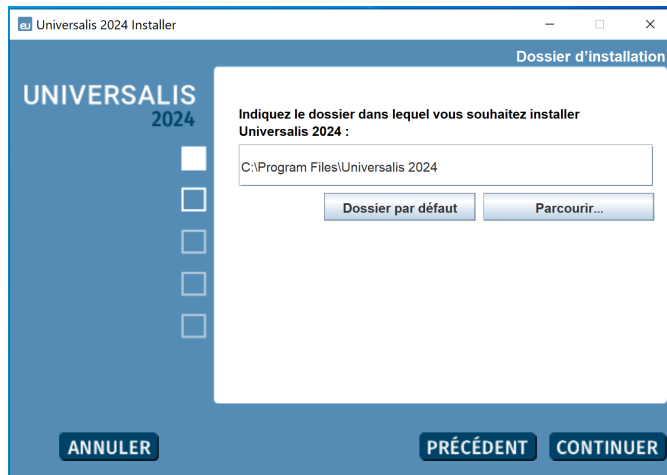 eu Universalis 2024 Installer
Dossier d'installation
UNIVERSALIS
2024
Indiquez le dossier dans lequel vous souhaitez installer
Universalis 2024 :
C:\Program Files\Universalis 2024
Dossier par défaut Parcourir...
ANNULER PRÉCÉDENT CONTINUER